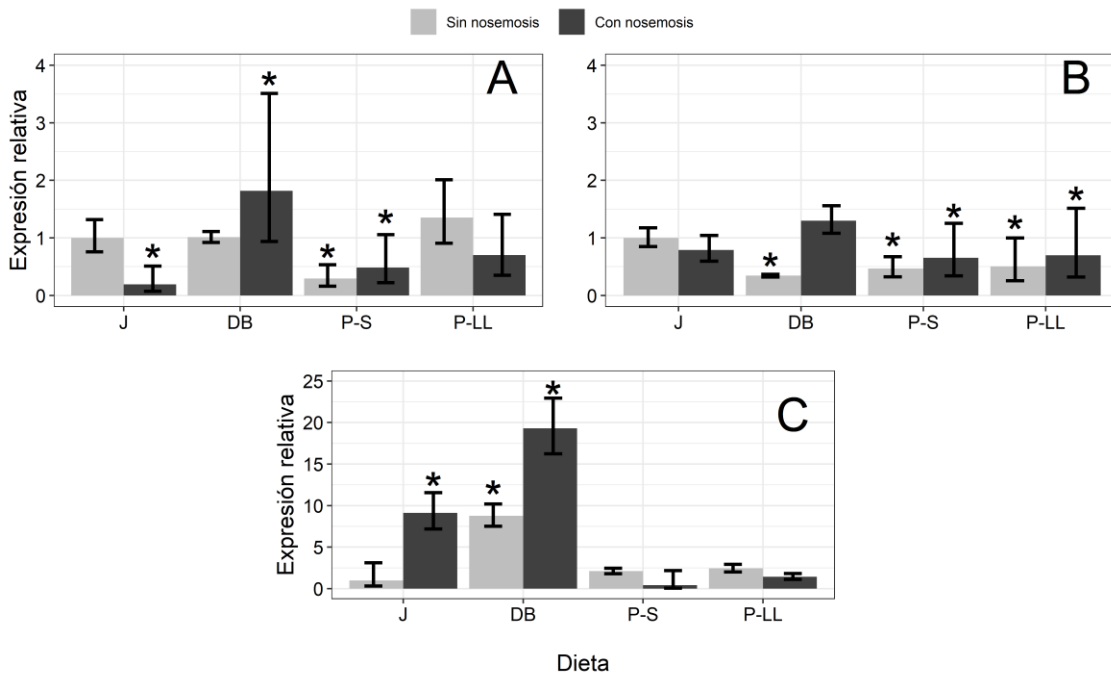 Sin nosemosis Con nosemosis
A
Expresión relativa
4
3
2
1
0
* * * *
J DB P-S P-LL
B
4
3
2
1
0
* * * * *
J DB P-S P-LL
C
Expresión relativa
25
20
15
10
5
0
* * *
J DB P-S P-LL
Dieta